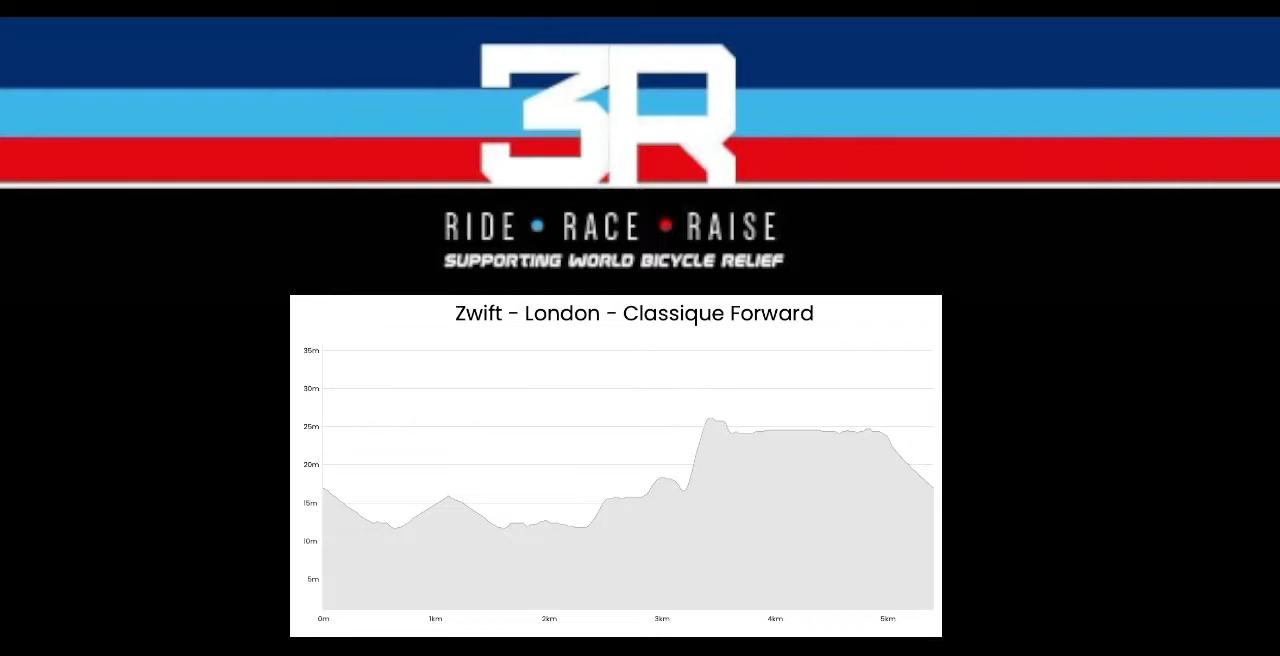 3R
RIDE • RACE • RAISE
SUPPORTING WORLD BICYCLE RELIEF
Zwift - London - Classique Forward
35m
30m
25m
20m
15m
10m
5m
0m 1km 2km 3km 4km 5km